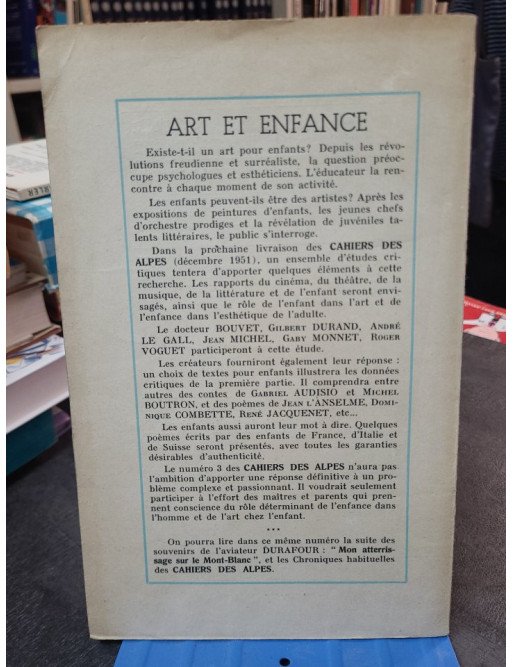 ART ET ENFANCE
Existe-t-il un art pour enfants? Depuis les révo-
lutions freudienne et surréaliste, la question préoc-
cupe psychologues et esthéticiens. L'éducateur la ren-
contre à chaque moment de son activité.
Les enfants peuvent-ils être des artistes? Après les
expositions de peintures d'enfants, les jeunes chefs
d'orchestre prodiges et la révélation de juvéniles ta-
lents littéraires, le public s'interroge.
Dans la prochaine livraison des CAHIERS DES
ALPES (décembre 1951), un ensemble d'études cri-
tiques tentera d'apporter quelques éléments à cette
recherche. Les rapports du cinéma, du théâtre, de la
musique, de la littérature et de l'enfant seront envi-
sagés, ainsi que le rôle de l'enfant dans l'art et de
l'enfance dans l'esthétique de l'adulte.
Le docteur BOUVET, GILBERT DURAND, ANDRÉ
LE GALL, JEAN MICHEL, GABY MONNET, ROGER
VOGUET participeront à cette étude.
Les créateurs fourniront également leur réponse :
un choix de textes pour enfants illustrera les données
critiques de la première partie. Il comprendra entre
autres des contes de GABRIEL AUDISIO et MICHEL
BOUTRON, et des poèmes de JEAN L'ANSELME, DOMI-
NIQUE COMBETTE, RENÉ JACQUENET, etc...
Les enfants aussi auront leur mot à dire. Quelques
poèmes écrits par des enfants de France, d'Italie et
de Suisse seront présentés, avec toutes les garanties
désirables d'authenticité.
Le numéro 3 des CAHIERS DES ALPES n'aura pas
l'ambition d'apporter une réponse définitive à un pro-
blème complexe et passionnant. Il voudrait seulement
participer à l'effort des maîtres et parents qui pren-
nent conscience du rôle déterminant de l'enfance dans
l'homme et de l'art chez l'enfant.
***
On pourra lire dans ce même numéro la suite des
souvenirs de l'aviateur DURAFOUR : "Mon atterris-
sage sur le Mont-Blanc", et les Chroniques habituelles
des CAHIERS DES ALPES.